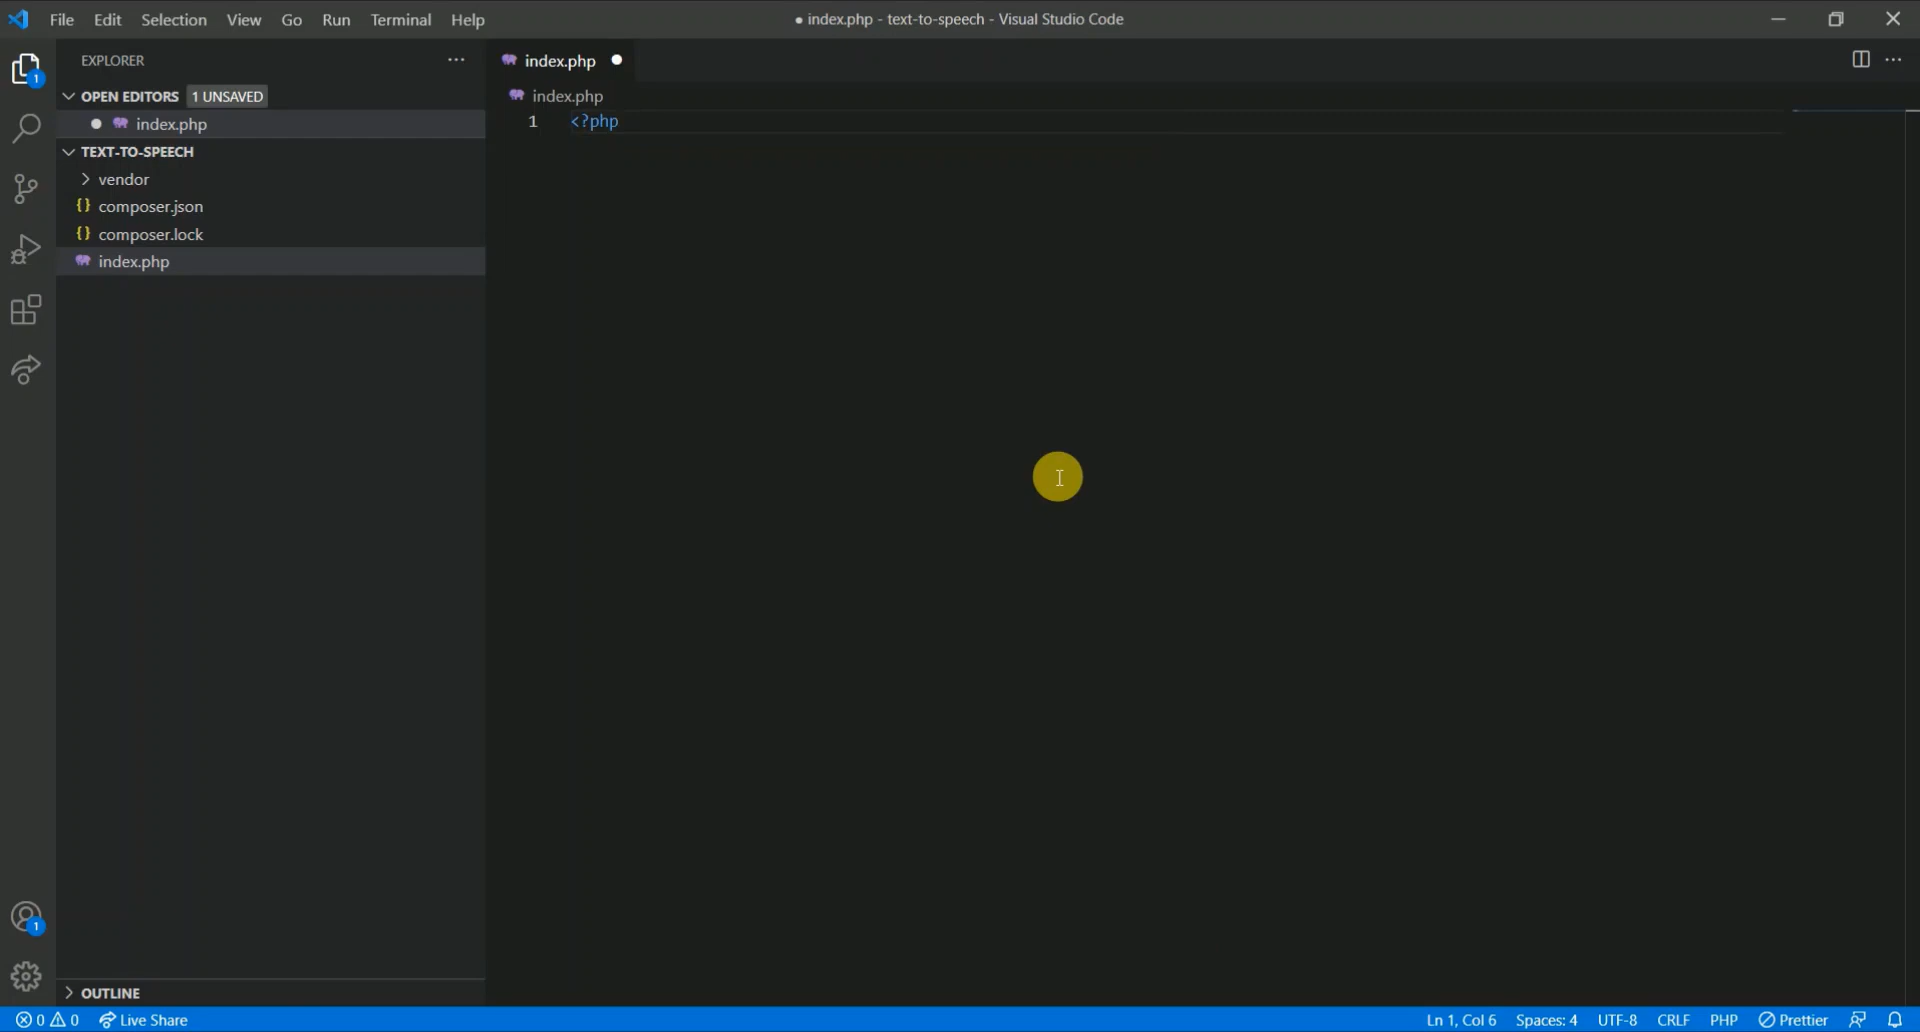 File Edit Selection View Go Run Terminal Help
● index.php - text-to-speech - Visual Studio Code
EXPLORER
OPEN EDITORS 1 UNSAVED
index.php
TEXT-TO-SPEECH
vendor
{} composer.json
{} composer.lock
index.php
OUTLINE
index.php
index.php
1 <?php
1
1
0 0 Live Share
Ln 1, Col 6 Spaces: 4 UTF-8 CRLF PHP Prettier